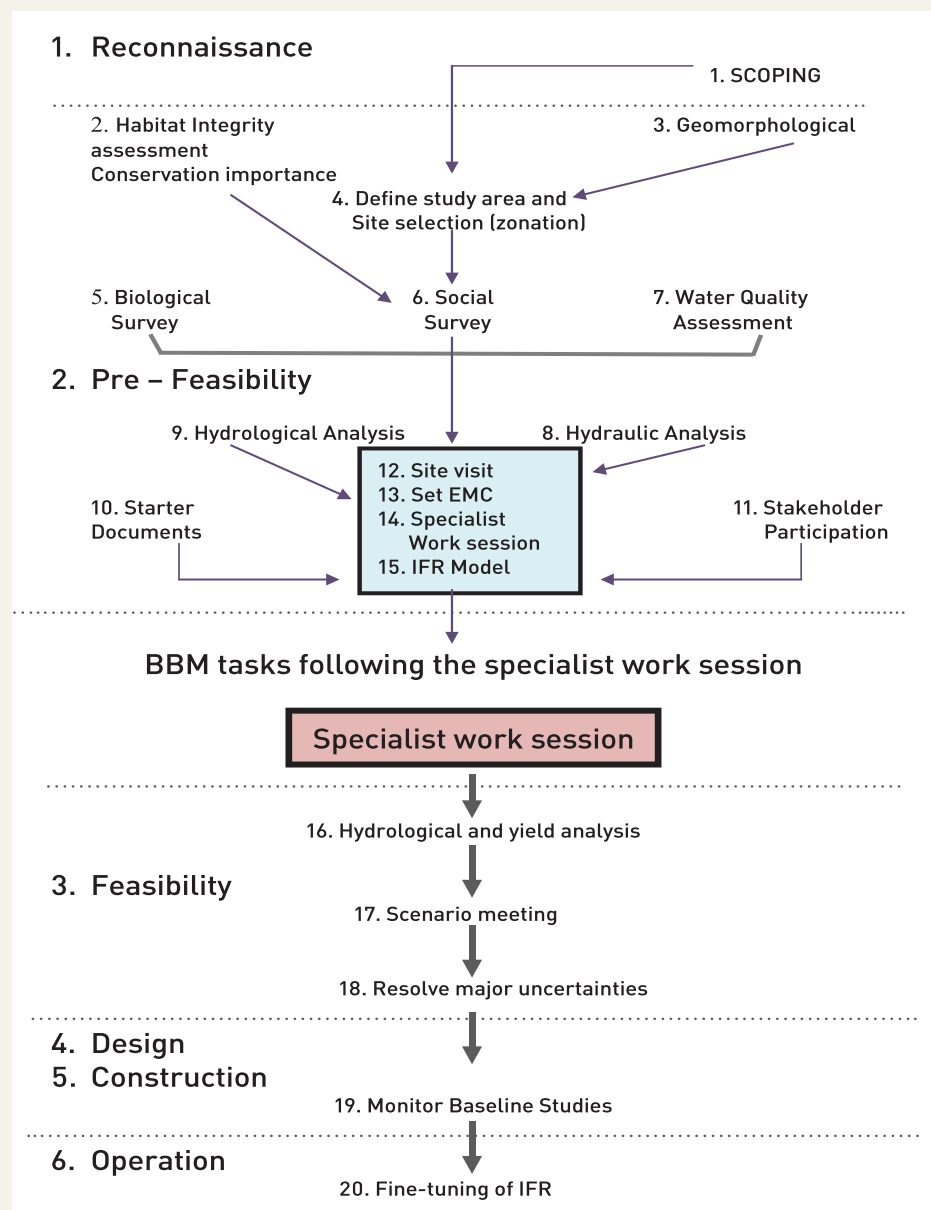 1. Reconnaissance
1. SCOPING
2. Habitat Integrity
assessment
Conservation importance
3. Geomorphological
4. Define study area and
Site selection (zonation)
5. Biological
Survey
6. Social
Survey
7. Water Quality
Assessment
2. Pre – Feasibility
9. Hydrological Analysis
8. Hydraulic Analysis
12. Site visit
13. Set EMC
14. Specialist
Work session
15. IFR Model
10. Starter
Documents
11. Stakeholder
Participation
BBM tasks following the specialist work session
Specialist work session
16. Hydrological and yield analysis
3. Feasibility
17. Scenario meeting
18. Resolve major uncertainties
4. Design
5. Construction
19. Monitor Baseline Studies
6. Operation
20. Fine-tuning of IFR